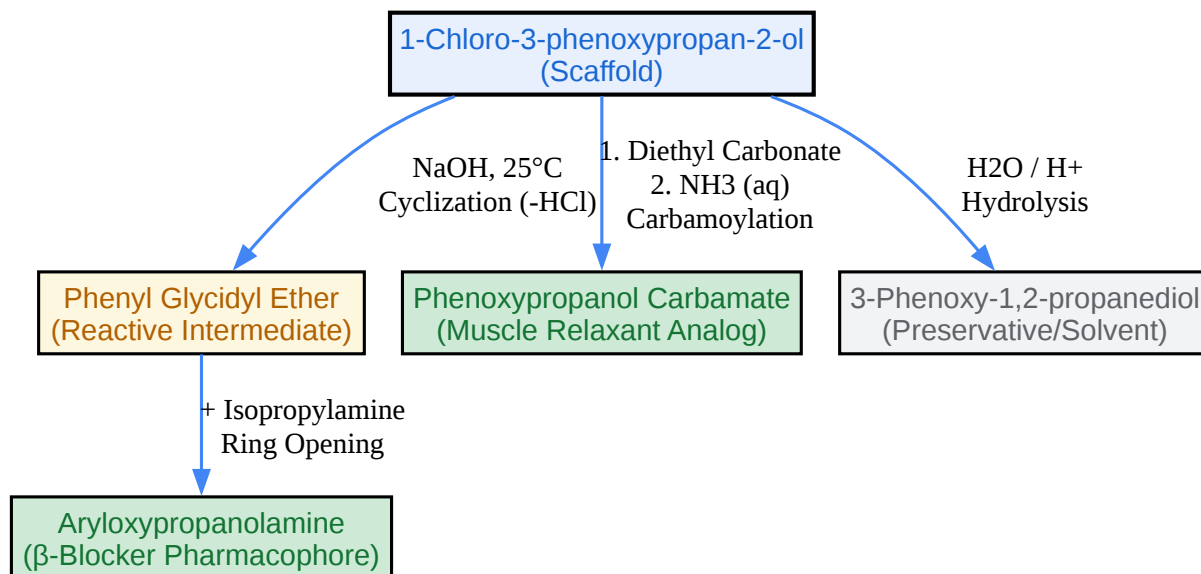 1-Chloro-3-phenoxypropan-2-ol
(Scaffold)
NaOH, 25°C
Cyclization (-HCl)
1. Diethyl Carbonate
2. NH3 (aq)
Carbamoylation
H2O / H+
Hydrolysis
Phenyl Glycidyl Ether
(Reactive Intermediate)
Phenoxypropanol Carbamate
(Muscle Relaxant Analog)
3-Phenoxy-1,2-propanediol
(Preservative/Solvent)
+ Isopropylamine
Ring Opening
Aryloxypropanolamine
(β-Blocker Pharmacophore)